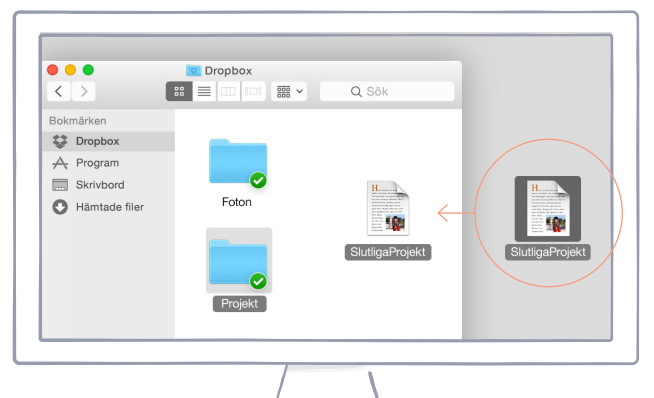 Dropbox
Sök
Bokmärken
Dropbox
Program
Skrivbord
Hämtade filer
Foton
Projekt
SlutligaProjekt
SlutligaProjekt